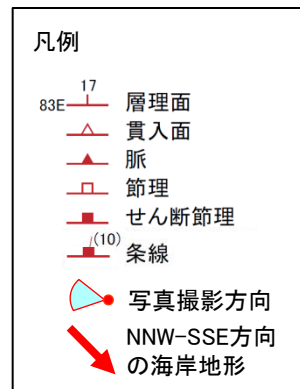 凡例
17
83E 層理面
貫入面
脈
節理
せん断節理
(10)
条線
写真撮影方向
NNW-SSE方向
の海岸地形